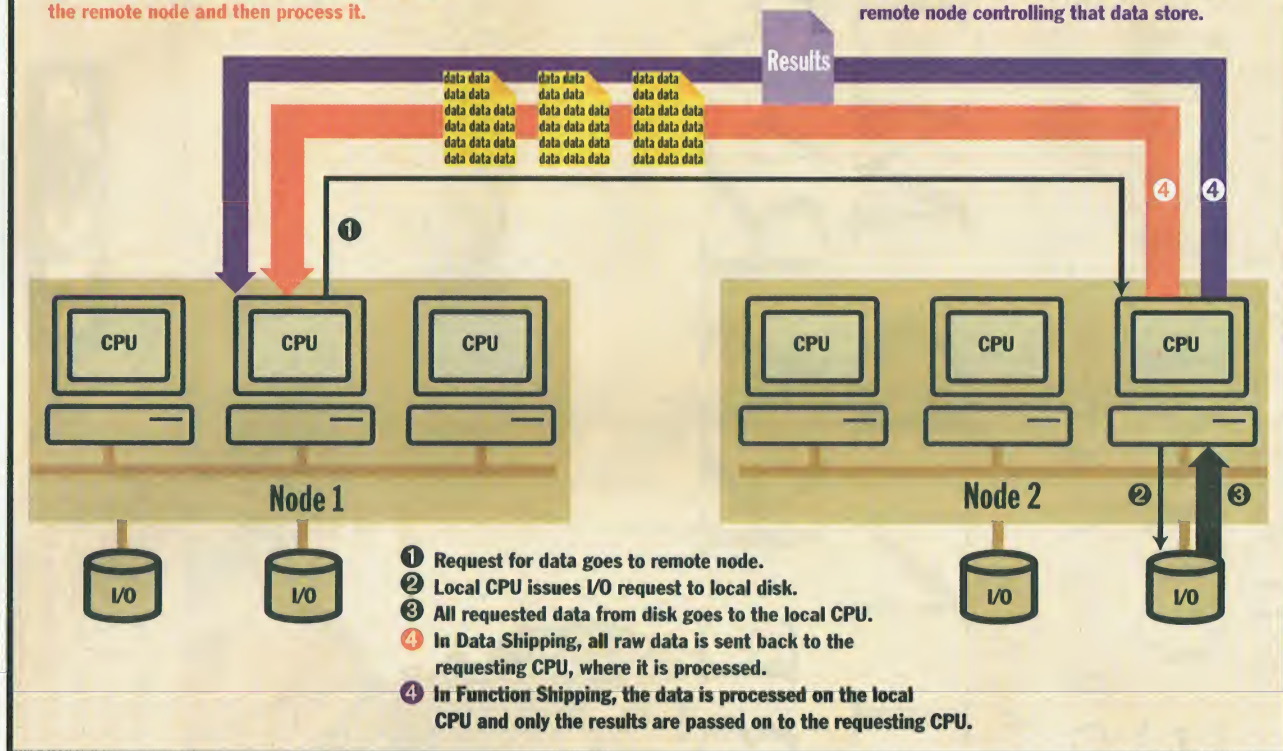 the remote node and then process it.
remote node controlling that data store.
Results
data data data data data data
data data data data data data
data data data data data data data data data
data data data data data data data data data
data data data data data data data data data
data data data data data data data data data
4 4
1
CPU CPU CPU CPU CPU CPU
Node 1 Node 2 2 3
I/O I/O I/O I/O
1 Request for data goes to remote node.
2 Local CPU issues I/O request to local disk.
3 All requested data from disk goes to the local CPU.
4 In Data Shipping, all raw data is sent back to the
requesting CPU, where it is processed.
4 In Function Shipping, the data is processed on the local
CPU and only the results are passed on to the requesting CPU.